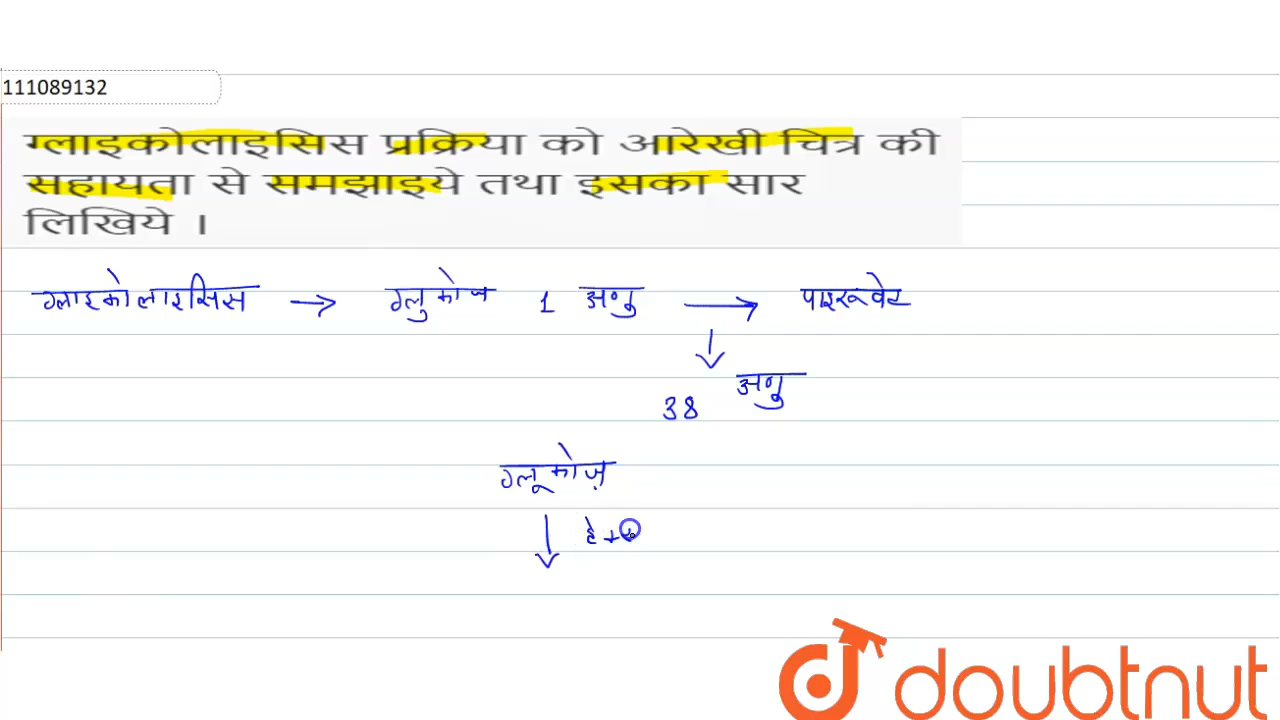 111089132
ग्लाइकोलाइसिस प्रक्रिया को आरेखी चित्र की
सहायता से समझाइये तथा इसका सार
लिखिये ।
ग्लाइकोलाइसिस → ग्लुकोज 1 अणु → पाइरूवेट
↓
38 अणु
ग्लूकोज़
↓
doubtnut